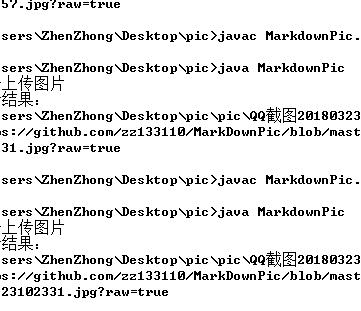 57.jpg?raw=true
sers\ZhenZhong\Desktop\pic>javac MarkdownPic.
sers\ZhenZhong\Desktop\pic>java MarkdownPic
上传图片
结果：
sers\ZhenZhong\Desktop\pic\pic\QQ截图20180323
ps://github.com/zz133110/MarkDownPic/blob/mast
31.jpg?raw=true
sers\ZhenZhong\Desktop\pic>javac MarkdownPic.
sers\ZhenZhong\Desktop\pic>java MarkdownPic
上传图片
结果：
sers\ZhenZhong\Desktop\pic\pic\QQ截图20180323
ps://github.com/zz133110/MarkDownPic/blob/mast
23102331.jpg?raw=true